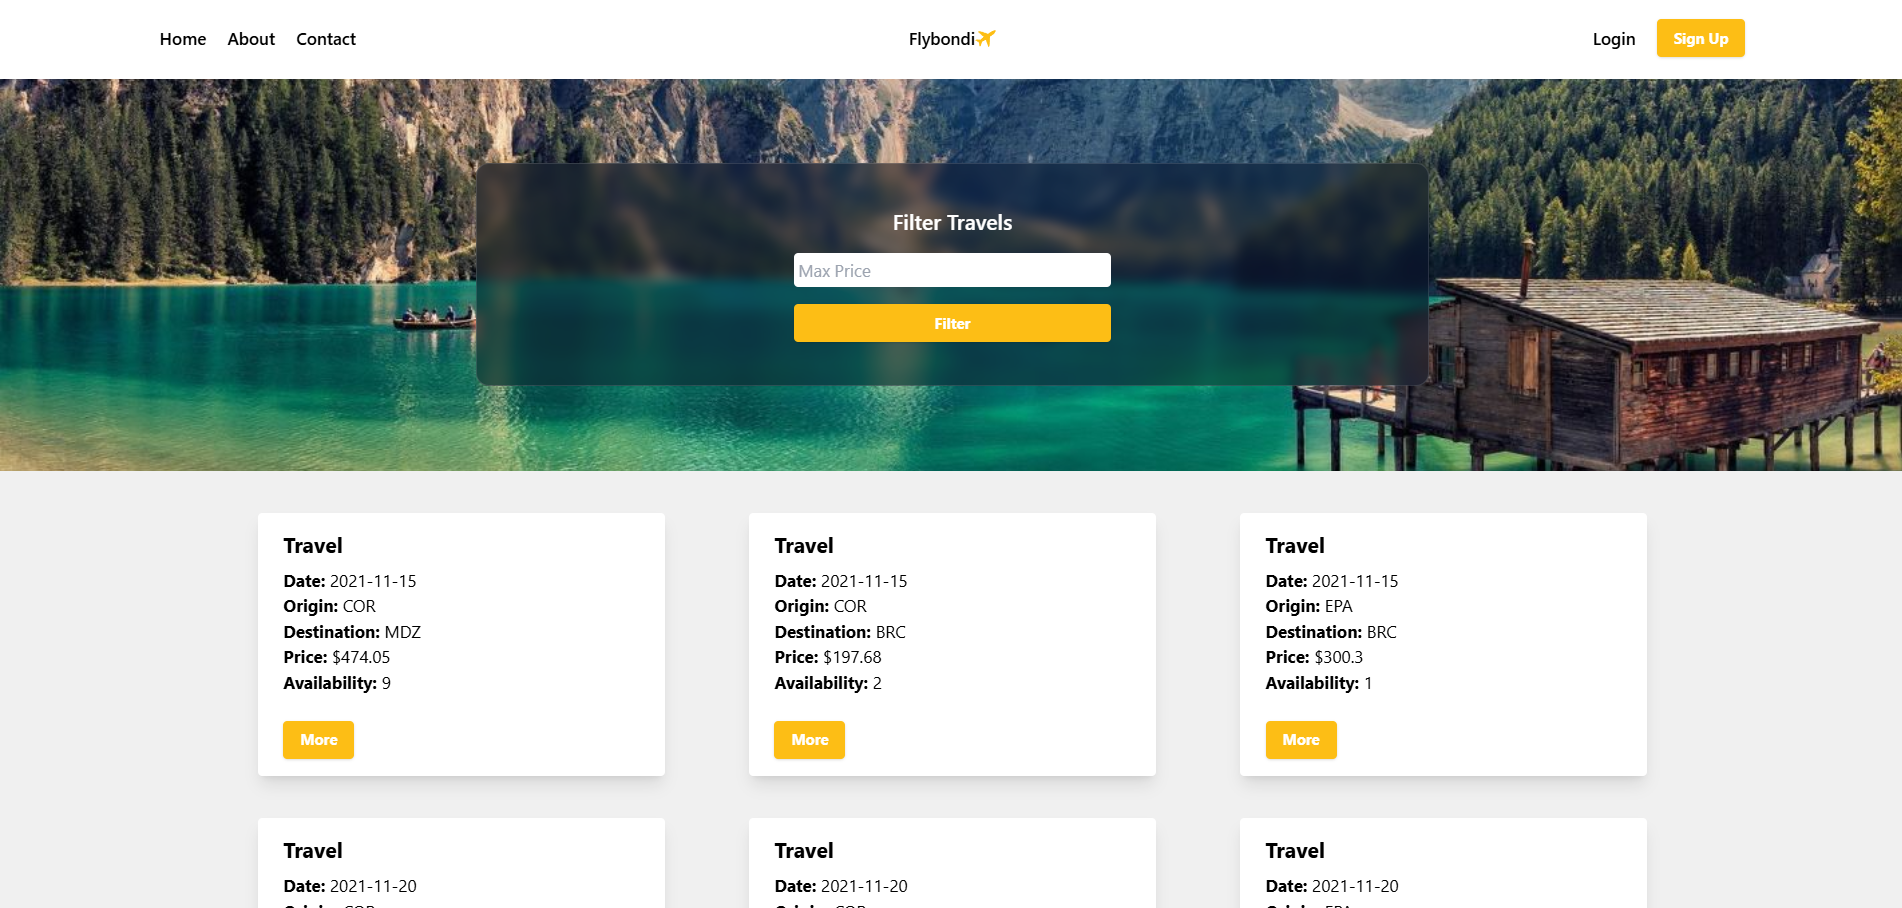 Home About Contact Flybondi Login Sign Up
Filter Travels
Max Price
Filter
Travel
Date: 2021-11-15
Origin: COR
Destination: MDZ
Price: $474.05
Availability: 9
More
Travel
Date: 2021-11-15
Origin: COR
Destination: BRC
Price: $197.68
Availability: 2
More
Travel
Date: 2021-11-15
Origin: EPA
Destination: BRC
Price: $300.3
Availability: 1
More
Travel
Date: 2021-11-20
Travel
Date: 2021-11-20
Travel
Date: 2021-11-20